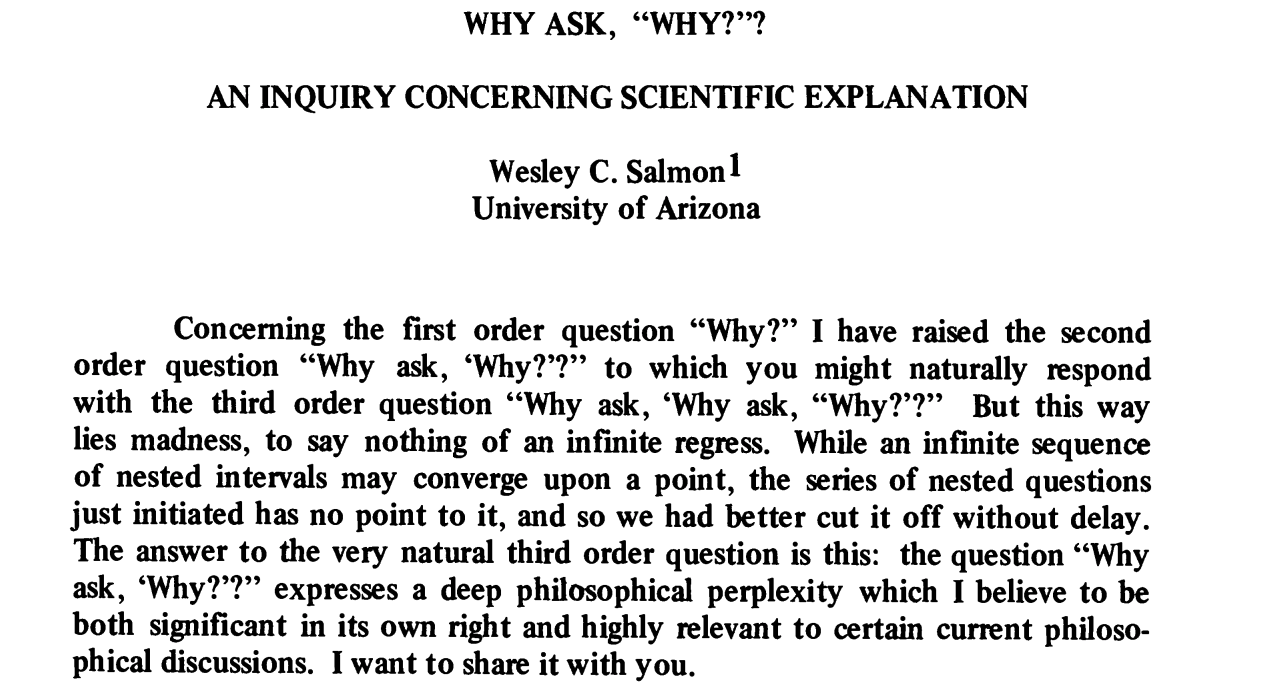 WHY ASK, “WHY?”?
AN INQUIRY CONCERNING SCIENTIFIC EXPLANATION
Wesley C. Salmon1
University of Arizona
Concerning the first order question “Why?” I have raised the second
order question “Why ask, ‘Why?’?” to which you might naturally respond
with the third order question “Why ask, ‘Why ask, “Why?’?” But this way
lies madness, to say nothing of an infinite regress. While an infinite sequence
of nested intervals may converge upon a point, the series of nested questions
just initiated has no point to it, and so we had better cut it off without delay.
The answer to the very natural third order question is this: the question “Why
ask, ‘Why?’?” expresses a deep philosophical perplexity which I believe to be
both significant in its own right and highly relevant to certain current philoso-
phical discussions. I want to share it with you.